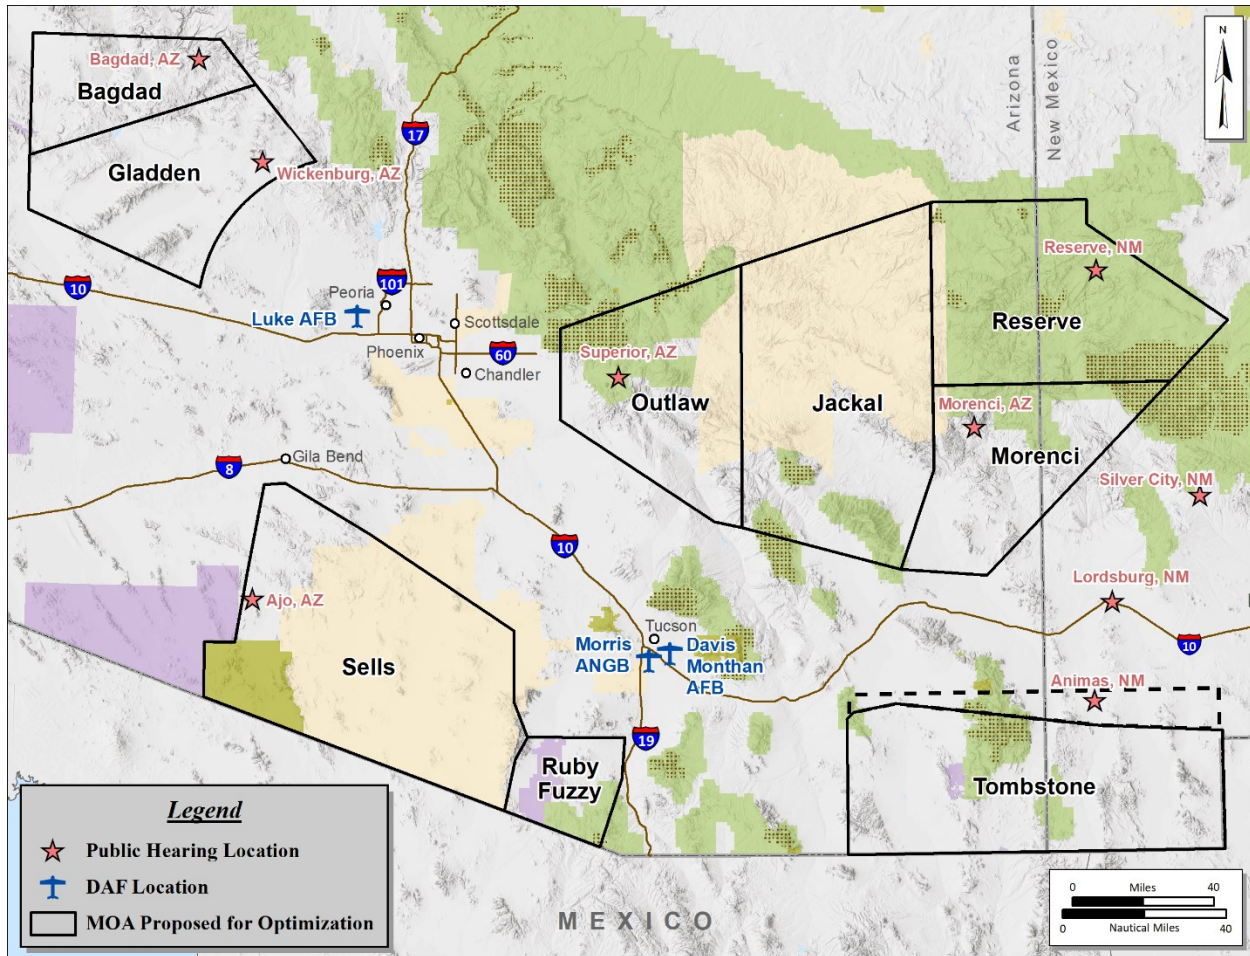 N
Bagdad, AZ
Bagdad
Arizona
New Mexico
17
Gladden
Wickenburg, AZ
Reserve, NM
10
101
Peoria
Luke AFB
Scottsdale
Reserve
Phoenix
60
Superior, AZ
Chandler
Outlaw
Jackal
Morenci, AZ
Morenci
Gila Bend
8
Silver City, NM
10
Lordsburg, NM
Ajo, AZ
Tucson
Morris
ANGB
Davis
Monthan
AFB
10
Sells
Animas, NM
19
Ruby
Fuzzy
Tombstone
Legend
Public Hearing Location
DAF Location
MOA Proposed for Optimization
MEXICO
0 Miles 40
0 Nautical Miles 40